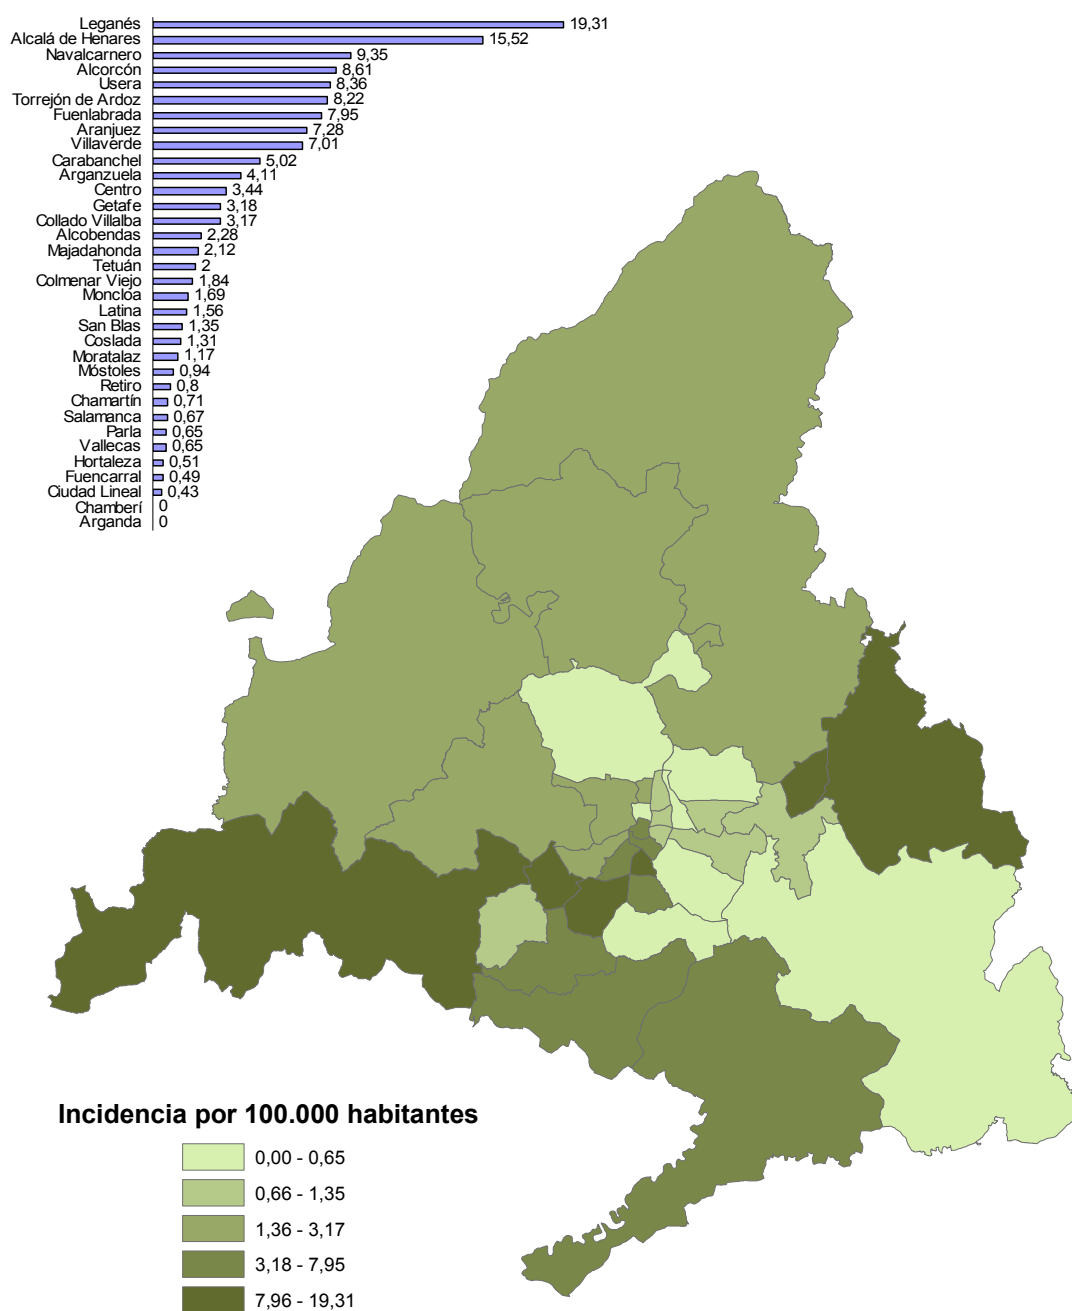 Leganés 19,31
Alcalá de Henares 15,52
Navalcarnero 9,35
Alcorcón 8,61
Usera 8,36
Torrejón de Ardoz 8,22
Fuenlabrada 7,95
Aranjuez 7,28
Villaverde 7,01
Carabanchel 5,02
Arganzuela 4,11
Centro 3,44
Getafe 3,18
Collado Villalba 3,17
Alcobendas 2,28
Majadahonda 2,12
Tetuán 2
Colmenar Viejo 1,84
Moncloa 1,69
Latina 1,56
San Blas 1,35
Coslada 1,31
Moratalaz 1,17
Móstoles 0,94
Retiro 0,8
Chamartín 0,71
Salamanca 0,67
Parla 0,65
Vallecas 0,65
Hortaleza 0,51
Fuencarral 0,49
Ciudad Lineal 0,43
Chamberí 0
Arganda 0
Incidencia por 100.000 habitantes
0,00 - 0,65
0,66 - 1,35
1,36 - 3,17
3,18 - 7,95
7,96 - 19,31